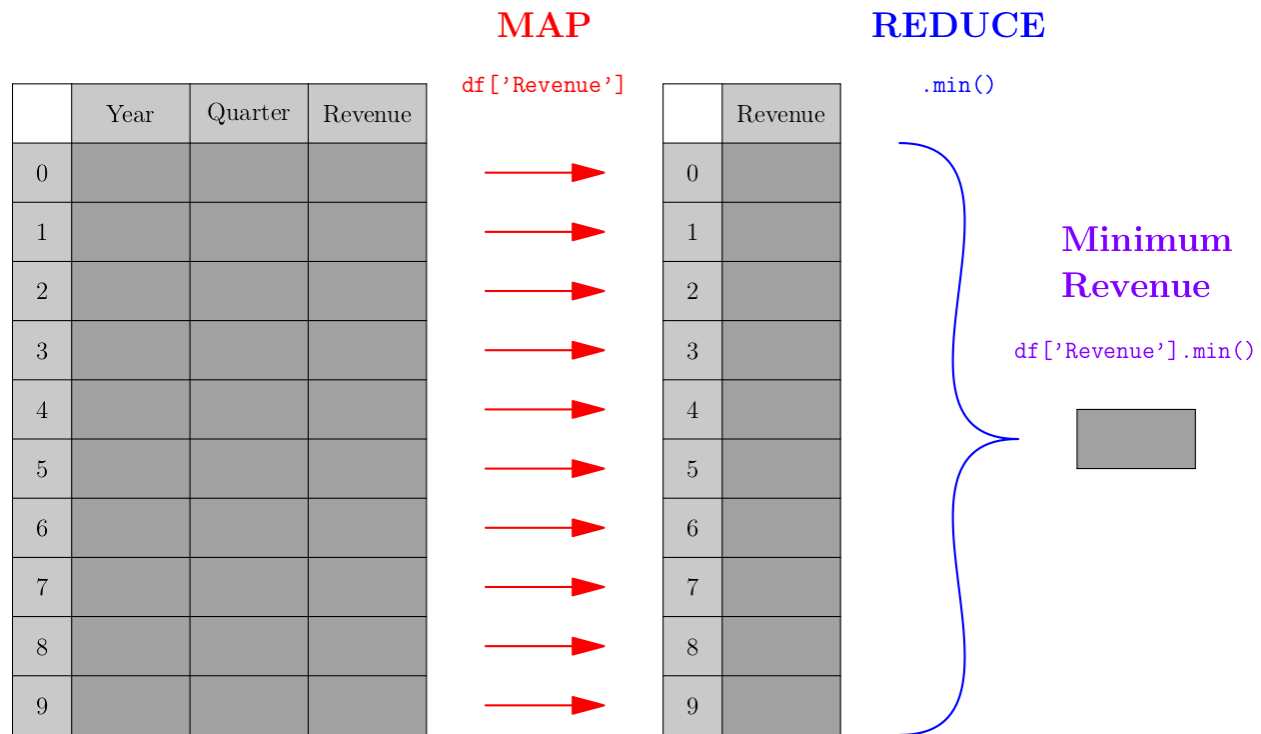 MAP
REDUCE
df['Revenue']
.min()
Year Quarter Revenue
Revenue
0
1
2
3
4
5
6
7
8
9
0
1
2
3
4
5
6
7
8
9
Minimum
Revenue
df['Revenue'].min()